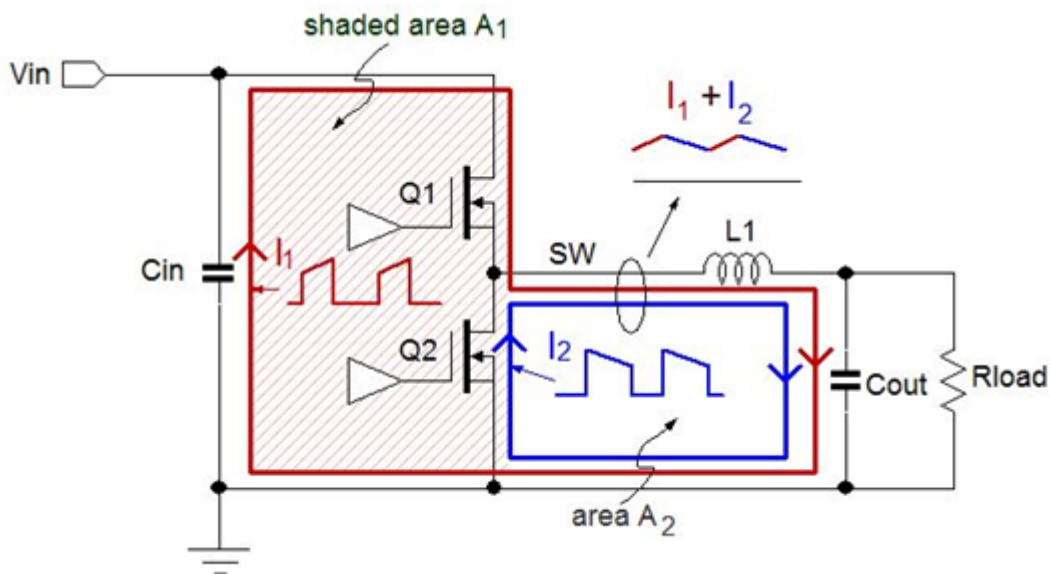 shaded area A1
Vin
I1 + I2
Q1
SW
L1
Cin
I1
Q2
I2
Cout
Rload
area A2